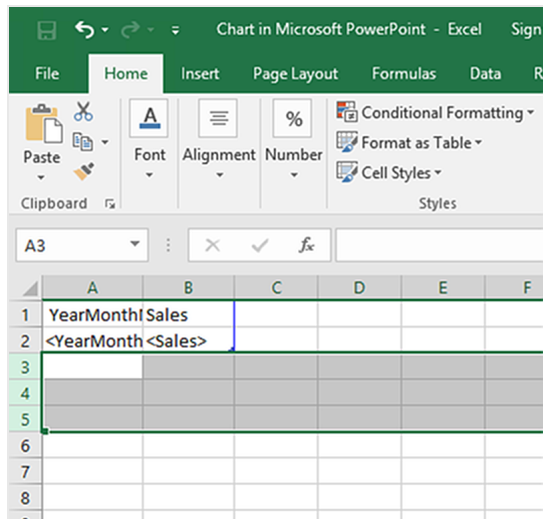 Chart in Microsoft PowerPoint - Excel Sign
File Home Insert Page Layout Formulas Data R
Paste
Font
Alignment
Number
Conditional Formatting
Format as Table
Cell Styles
Clipboard
Styles
A3
fx
A B C D E F
1 YearMonth Sales
2 <YearMonth <Sales>
3
4
5
6
7
8